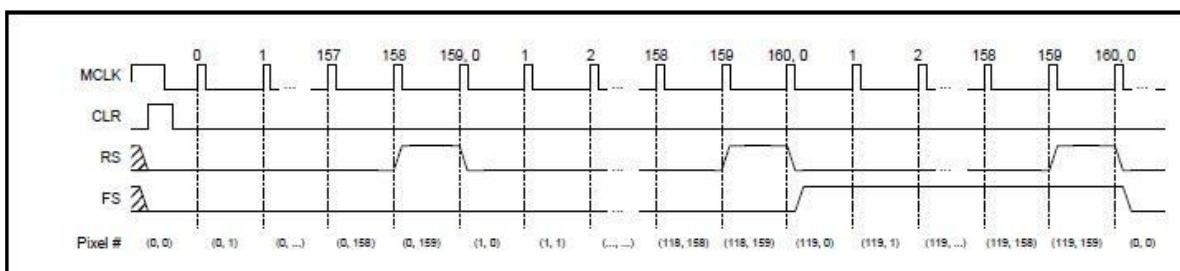 0 1 157 158 159, 0 1 2 158 159 160, 0 1 2 158 159 160, 0
MCLK ... ... ... ...
CLR
RS ... ... ...
FS ...
Pixel # (0, 0) (0, 1) (0, ...) (0, 158) (0, 159) (1, 0) (1, 1) (..., ...) (118, 158) (118, 159) (119, 0) (119, 1) (119, ...) (119, 158) (119, 159) (0, 0)